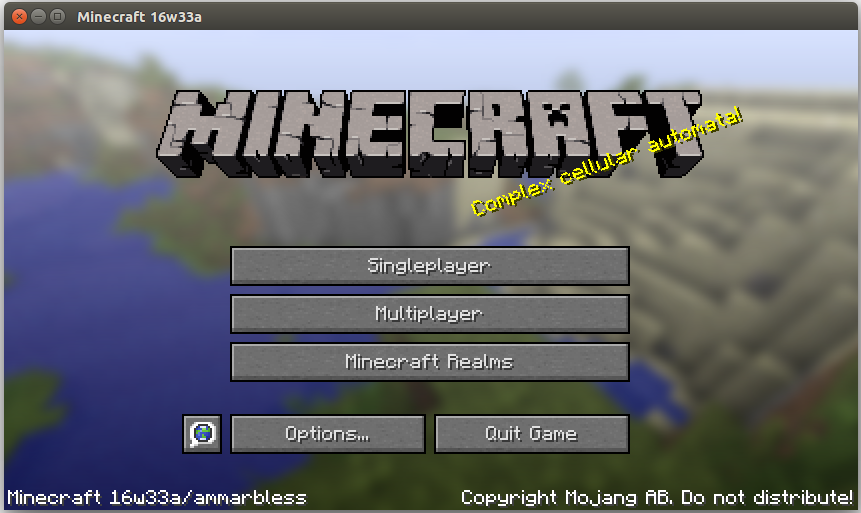 Minecraft 16w33a
MINECRAFT
Complex cellular automata!
Singleplayer
Multiplayer
Minecraft Realms
Options...
Quit Game
Minecraft 16w33a/ammarbless
Copyright Mojang AB. Do not distribute!